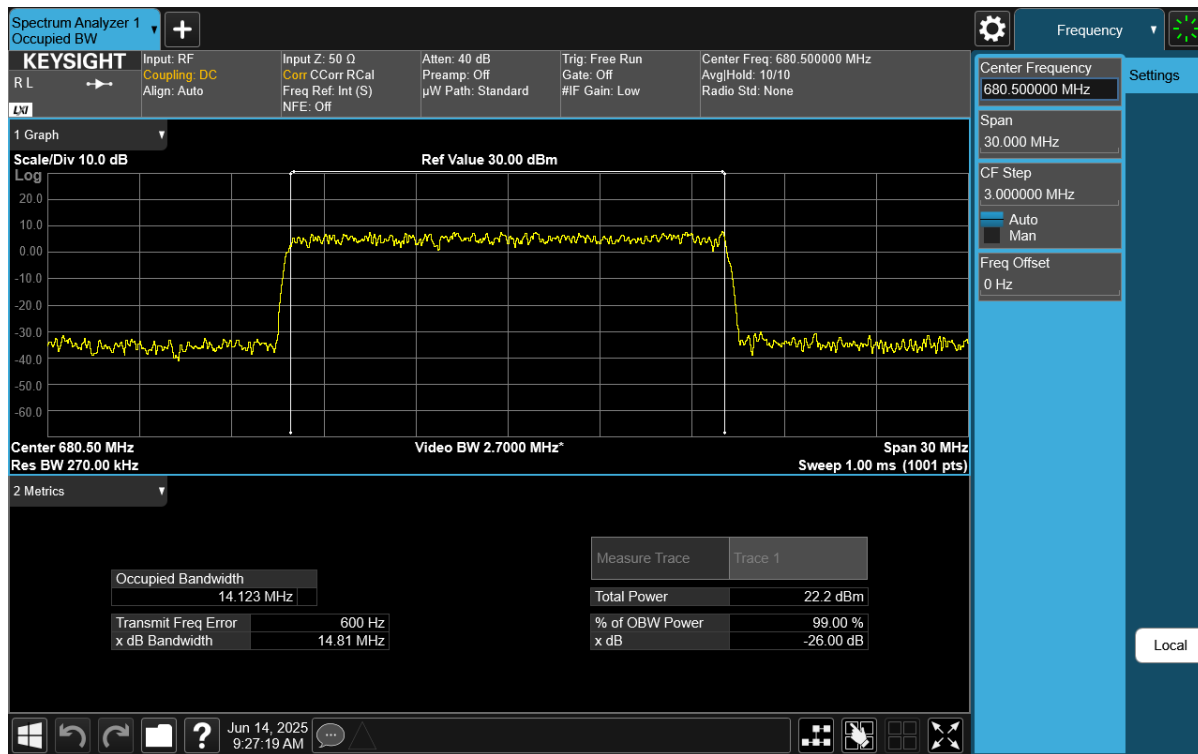 Spectrum Analyzer 1
Occupied BW
Frequency
KEYSIGHT
R L
LXI
Input: RF
Coupling: DC
Align: Auto
Input Z: 50 Ω
Corr CCorr RCal
Freq Ref: Int (S)
NFE: Off
Atten: 40 dB
Preamp: Off
µW Path: Standard
Trig: Free Run
Gate: Off
#IF Gain: Low
Center Freq: 680.500000 MHz
Avg|Hold: 10/10
Radio Std: None
Center Frequency
680.500000 MHz
Settings
Span
30.000 MHz
CF Step
3.000000 MHz
Auto
Man
Freq Offset
0 Hz
Local
1 Graph
Scale/Div 10.0 dB
Ref Value 30.00 dBm
Log
20.0
10.0
0.00
-10.0
-20.0
-30.0
-40.0
-50.0
-60.0
Center 680.50 MHz
Video BW 2.7000 MHz*
Span 30 MHz
Res BW 270.00 kHz
Sweep 1.00 ms (1001 pts)
2 Metrics
Measure Trace Trace 1
Occupied Bandwidth
14.123 MHz
Total Power 22.2 dBm
Transmit Freq Error 600 Hz
% of OBW Power 99.00 %
x dB Bandwidth 14.81 MHz
x dB -26.00 dB
?
Jun 14, 2025
9:27:19 AM